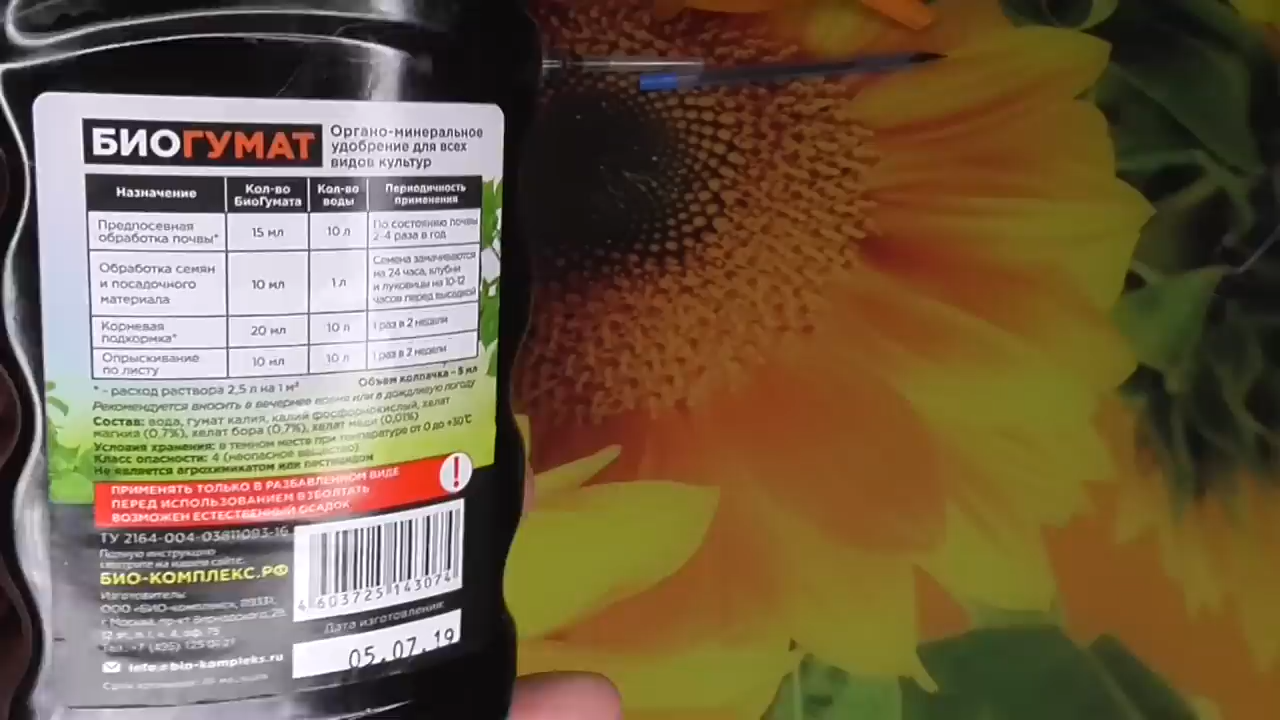 БИОГУМАТ
Органо-минеральное
удобрение для всех
видов культур
Назначение
Кол-во
БиоГумата
Кол-во
воды
Периодичность
применения
Предпосевная
обработка почвы*
15 мл
10 л
По состоянию почвы
2-4 раза в год
Обработка семян
и посадочного
материала
10 мл
1 л
Семена замачиваются
на 24 часа, клубни
и луковицы на 10-12
часов перед высадкой
Корневая
подкормка*
20 мл
10 л
1 раз в 2 недели
Опрыскивание
по листу
10 мл
10 л
1 раз в 2 недели
* - расход раствора 2,5 л на 1 м²
Объем колпачка - 5 мл
Рекомендуется вносить в вечернее время или в дождливую погоду
Состав: вода, гумат калия, калий фосфорнокислый, хелат
магния (0,7%), хелат бора (0,7%), хелат меди (0,01%)
Условия хранения: в темном месте при температуре от 0 до +30°С
Класс опасности: 4 (неопасное вещество)
Не является агрохимикатом или пестицидом
ПРИМЕНЯТЬ ТОЛЬКО В РАЗБАВЛЕННОМ ВИДЕ
ПЕРЕД ИСПОЛЬЗОВАНИЕМ ВЗБОЛТАТЬ
ВОЗМОЖЕН ЕСТЕСТВЕННЫЙ ОСАДОК
!
ТУ 2164-004-03811093-16
Полную инструкцию
смотрите на нашем сайте:
БИО-КОМПЛЕКС.РФ
Изготовитель:
ООО «БИО-комплекс»,
г. Москва, пр-кт Вернадского, 29,
4 603725 143074
Дата изготовления:
05.07.19
info@bio-kompleks.ru